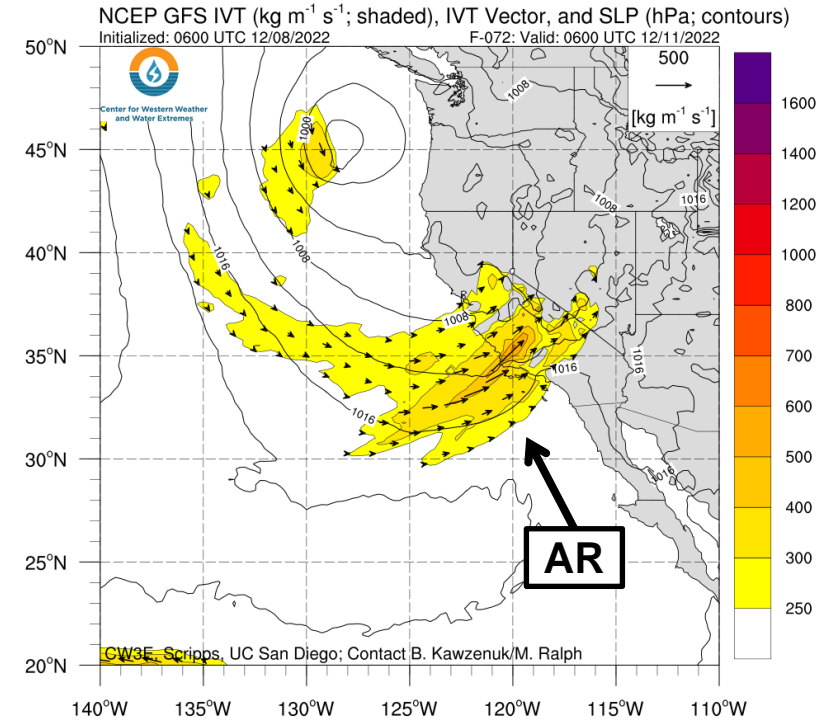 NCEP GFS IVT (kg m⁻¹ s⁻¹; shaded), IVT Vector, and SLP (hPa; contours)
Initialized: 0600 UTC 12/08/2022
F-072: Valid: 0600 UTC 12/11/2022
50°N
45°N
40°N
35°N
30°N
25°N
20°N
Center for Western Weather
and Water Extremes
500
[kg m⁻¹ s⁻¹]
1008
1000
1016
1008
1016
1008
1008
1016
1016
1016
1016
AR
CW3E, Scripps, UC San Diego; Contact B. Kawzenuk/M. Ralph
140°W
135°W
130°W
125°W
120°W
115°W
110°W
1600
1400
1200
1000
800
700
600
500
400
300
250